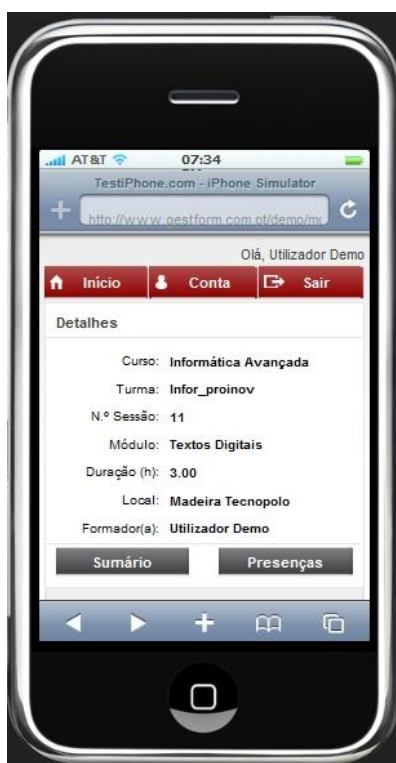 AT&T 07:34
TestiPhone.com - iPhone Simulator
http://www.gestform.com.pt/demo/mo
Olá, Utilizador Demo
Início Conta Sair
Detalhes
Curso: Informática Avançada
Turma: Infor_proinov
N.º Sessão: 11
Módulo: Textos Digitais
Duração (h): 3.00
Local: Madeira Tecnopolo
Formador(a): Utilizador Demo
Sumário Presenças